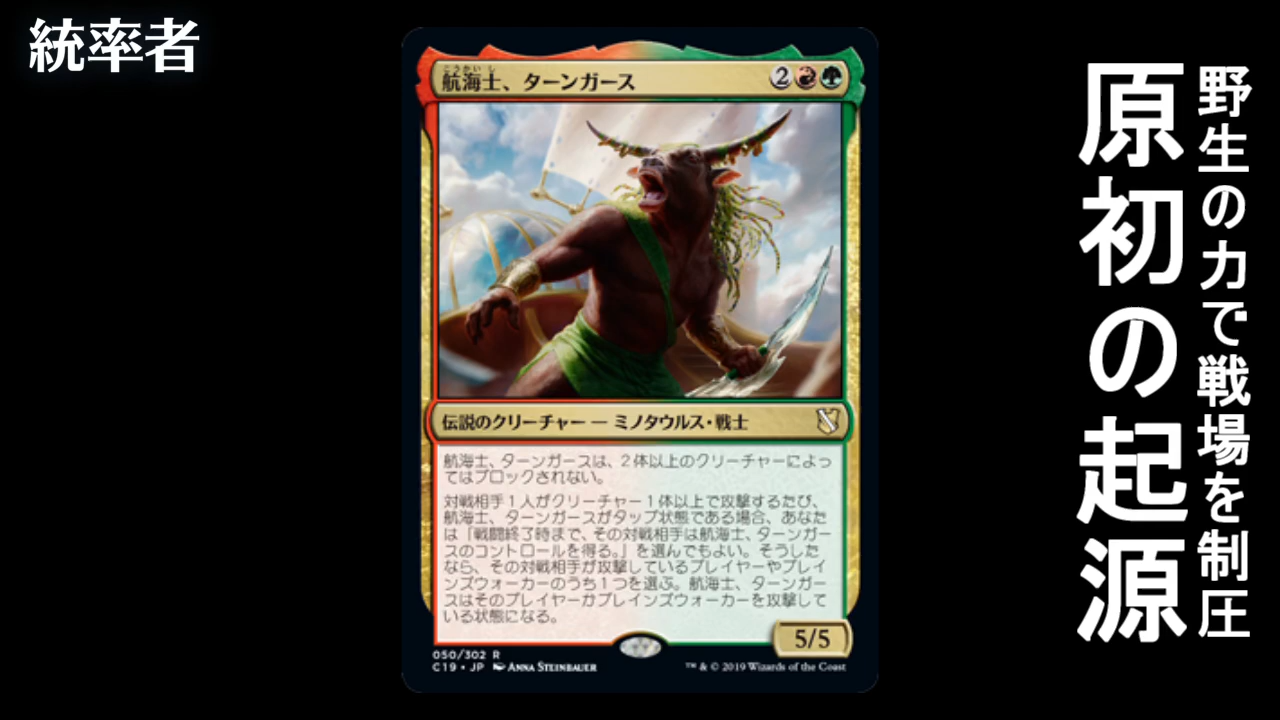 統率者
航海士、ターンガース
こうかいし
2
伝説のクリーチャー — ミノタウルス・戦士
航海士、ターンガースは、2体以上のクリーチャーによっ
てはブロックされない。
対戦相手1人がクリーチャー1体以上で攻撃するたび、
航海士、ターンガースがタップ状態である場合、あなた
は「戦闘終了時まで、その対戦相手は航海士、ターンガー
スのコントロールを得る。」を選んでもよい。そうした
なら、その対戦相手が攻撃しているプレイヤーやプレイ
ンズウォーカーのうち1つを選ぶ。航海士、ターンガー
スはそのプレイヤーかプレインズウォーカーを攻撃して
いる状態になる。
5/5
050/302 R
C19 • JP ANNA STEINBAUER
™ & © 2019 Wizards of the Coast
野生の力で戦場を制圧
原初の起源